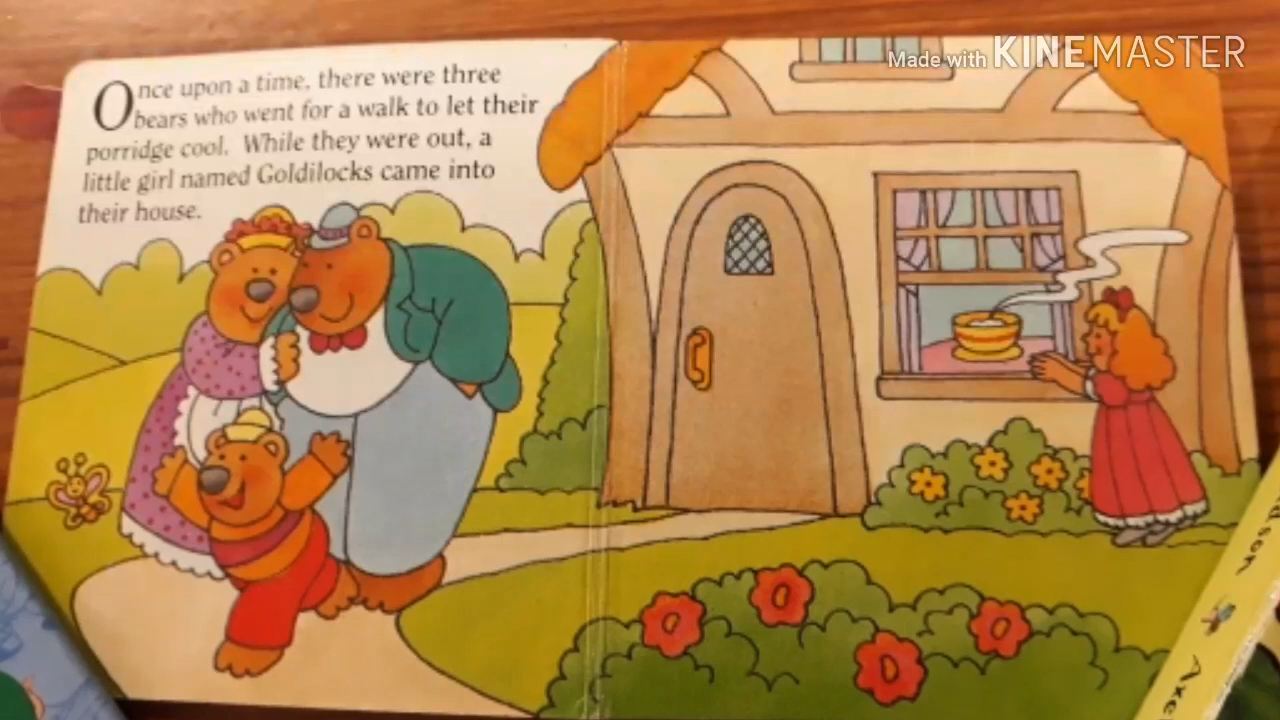 Made with KINEMASTER
Once upon a time, there were three
bears who went for a walk to let their
porridge cool. While they were out, a
little girl named Goldilocks came into
their house.